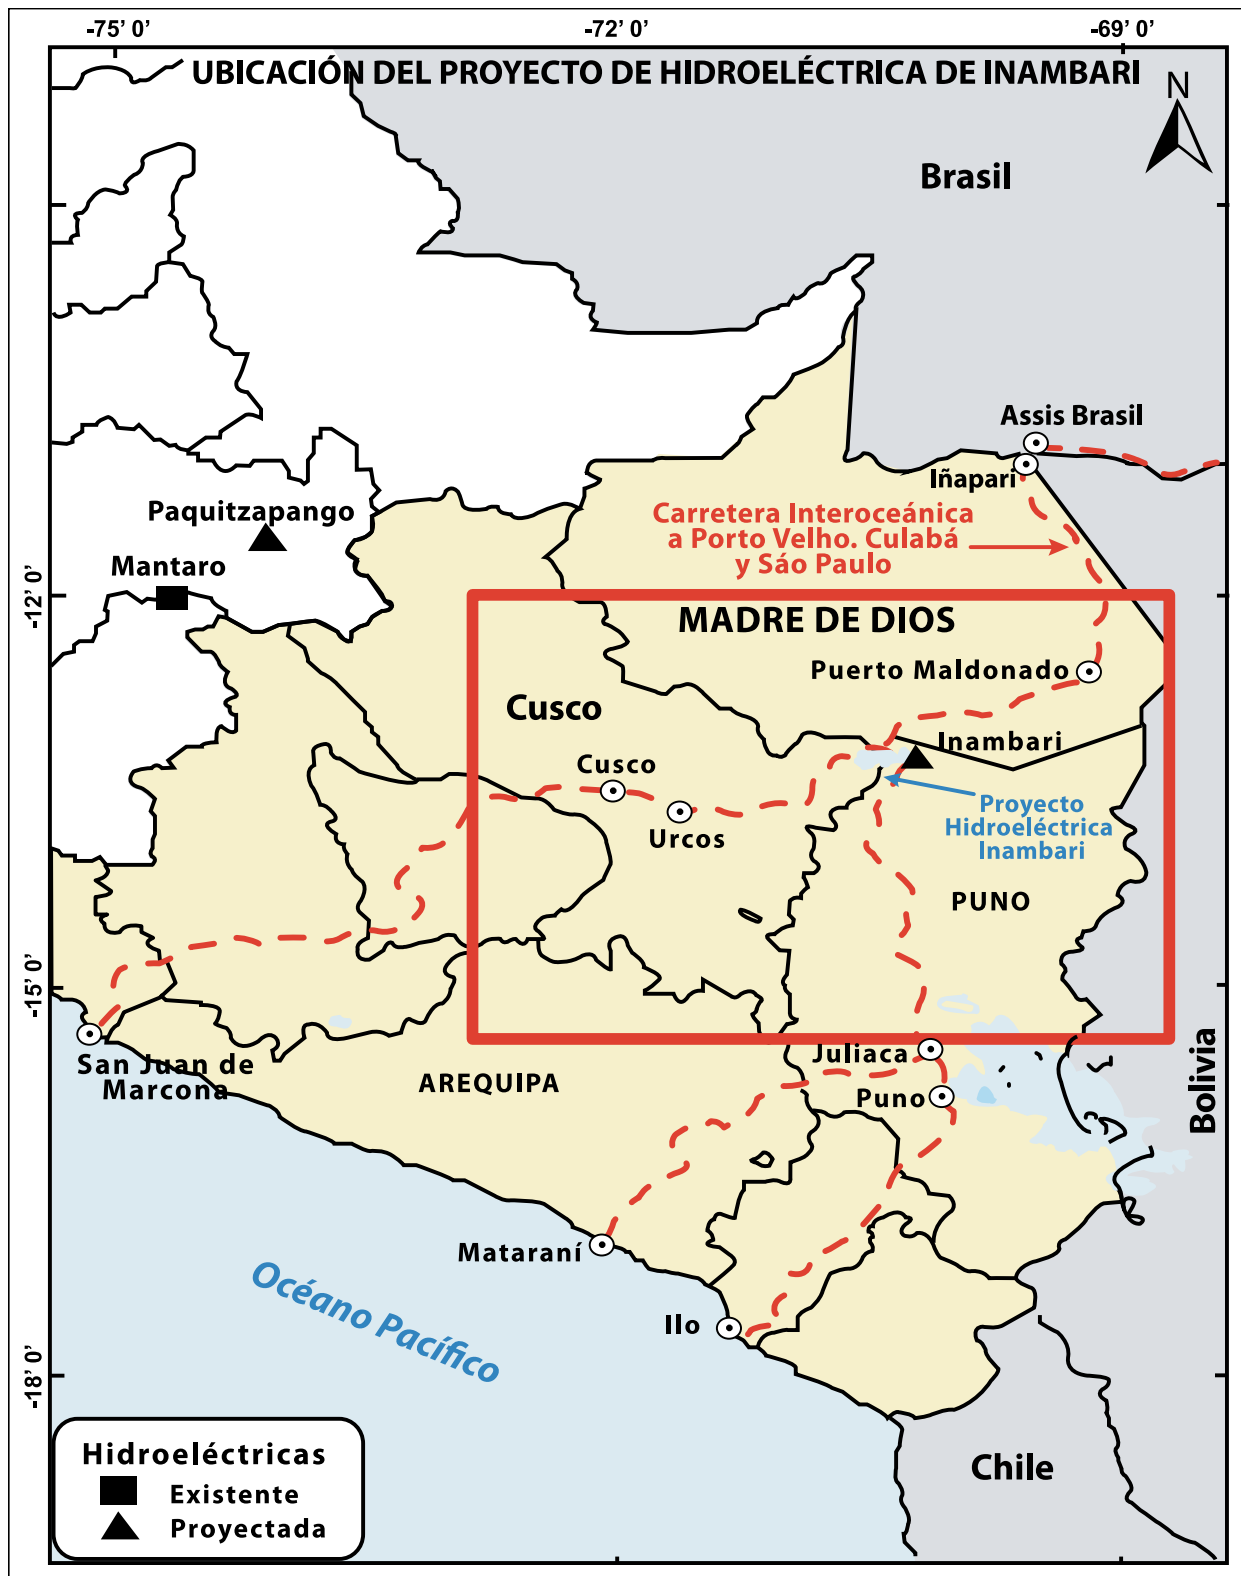 -75' 0'
-72' 0'
-69' 0'
UBICACIÓN DEL PROYECTO DE HIDROELÉCTRICA DE INAMBARI
N
Brasil
Assis Brasil
Iñapari
Carretera Interoceánica
a Porto Velho. Culabá
y Sáo Paulo
Paquitzapango
Mantaro
-12' 0'
MADRE DE DIOS
Puerto Maldonado
Cusco
Inambari
Cusco
Urcos
Proyecto
Hidroeléctrica
Inambari
PUNO
-15' 0'
San Juan de
Marcona
AREQUIPA
Juliaca
Puno
Bolivia
Mataraní
Océano Pacífico
Ilo
-18' 0'
Chile
Hidroeléctricas
Existente
Proyectada